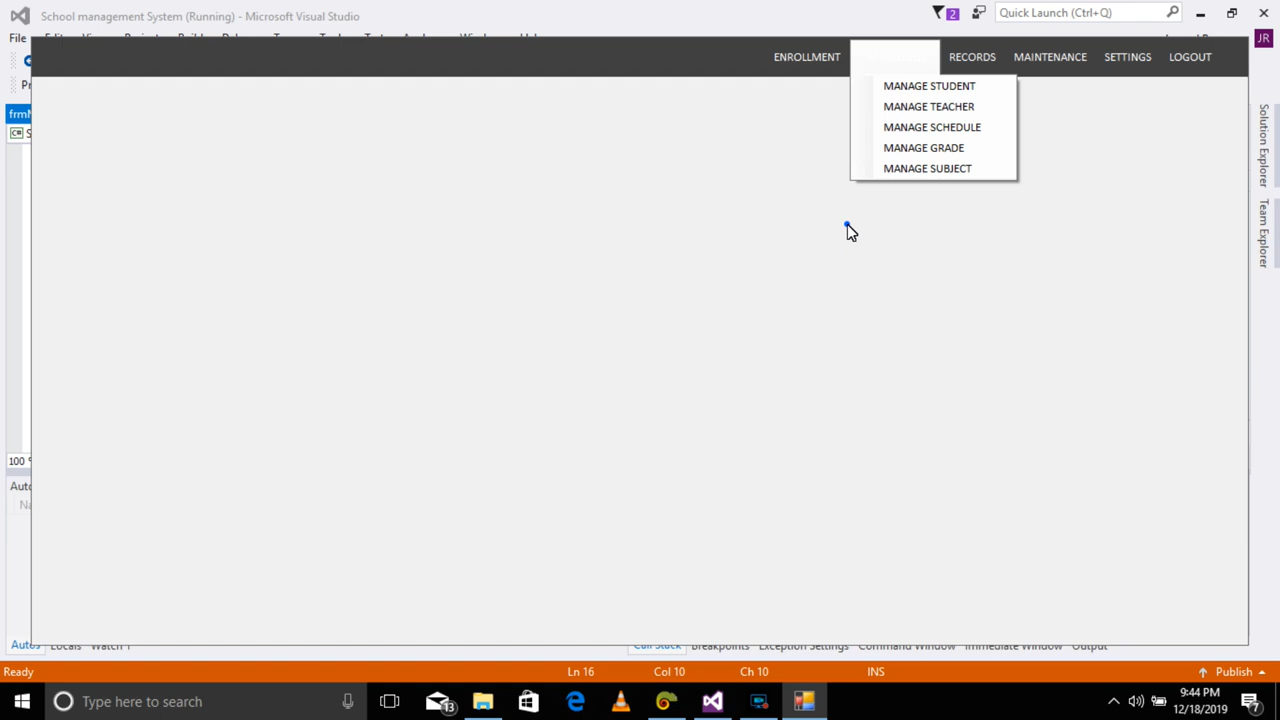 School management System (Running) - Microsoft Visual Studio
2
Quick Launch (Ctrl+Q)
File
JR
ENROLLMENT
RECORDS
MAINTENANCE
SETTINGS
LOGOUT
MANAGE STUDENT
MANAGE TEACHER
MANAGE SCHEDULE
MANAGE GRADE
MANAGE SUBJECT
Solution Explorer
Team Explorer
100 %
Autos
Locals
Watch 1
Call Stack
Breakpoints
Exception Settings
Command Window
Immediate Window
Output
Ready
Ln 16
Col 10
Ch 10
INS
Publish
Type here to search
13
9:44 PM
12/18/2019
7